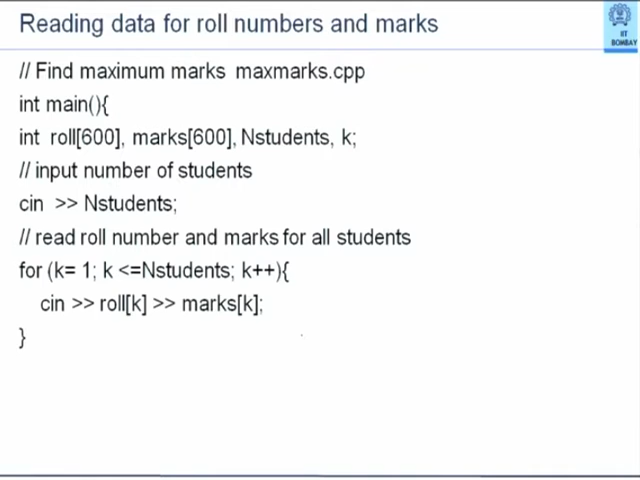 Reading data for roll numbers and marks
IIT
BOMBAY
// Find maximum marks maxmarks.cpp
int main(){
int roll[600], marks[600], Nstudents, k;
// input number of students
cin >> Nstudents;
// read roll number and marks for all students
for (k= 1; k <=Nstudents; k++){
cin >> roll[k] >> marks[k];
}